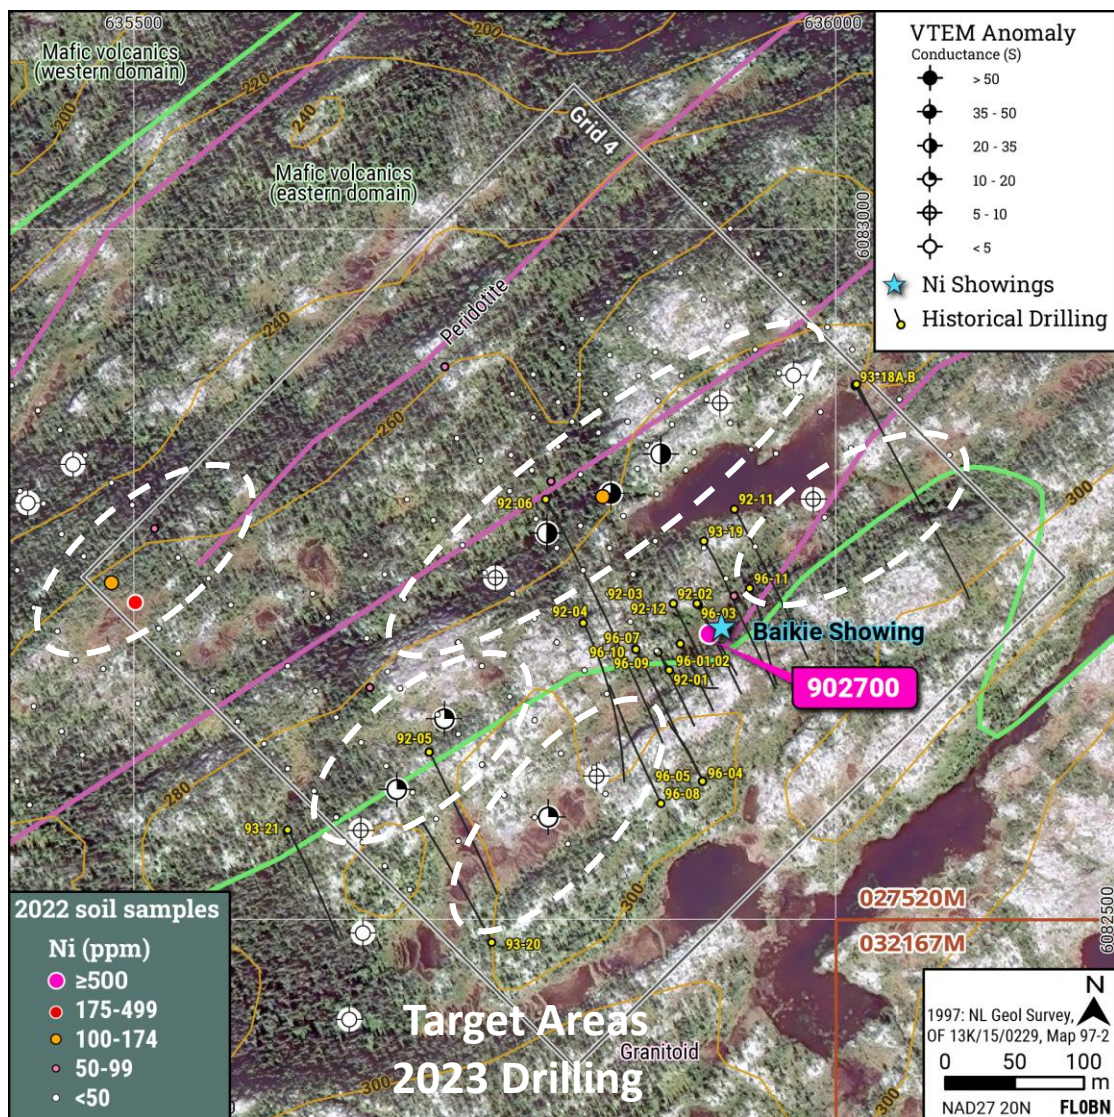 635500
636000
200
Mafic volcanics
(western domain)
220
200
240
Grid 4
Mafic volcanics
(eastern domain)
6083000
VTEM Anomaly
Conductance (S)
> 50
35 - 50
20 - 35
10 - 20
5 - 10
< 5
Ni Showings
Historical Drilling
240
Peridotite
260
93-18A,B
92-06
92-11
300
93-19
96-11
92-03
92-02
92-12
92-04
96-03
96-07
96-10
96-09
96-01,02
92-01
Baikie Showing
902700
92-05
96-05
96-04
96-08
280
93-21
300
93-20
027520M
032167M
6082500
2022 soil samples
Ni (ppm)
≥500
175-499
100-174
50-99
<50
Target Areas
2023 Drilling
Granitoid
300
300
N
1997: NL Geol Survey,
OF 13K/15/0229, Map 97-2
0 50 100
m
NAD27 20N FLOBN